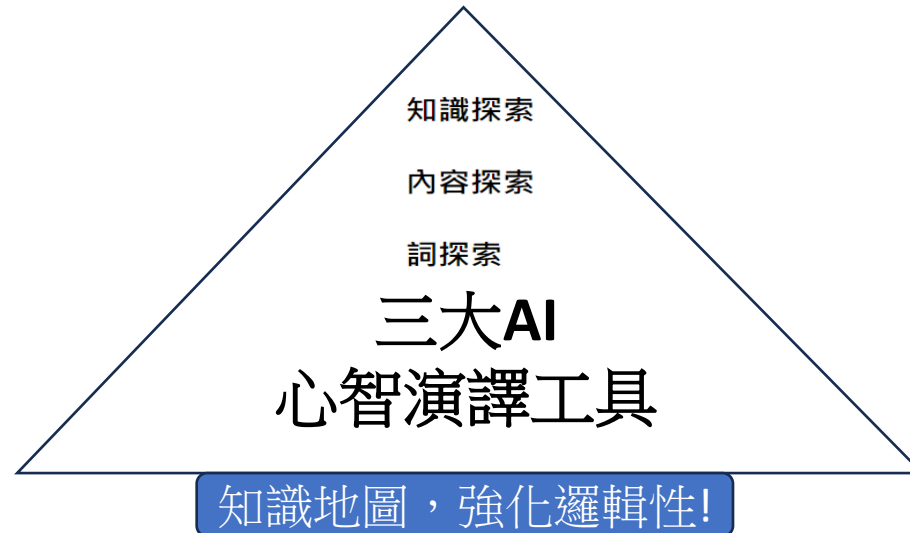 知識探索
內容探索
詞探索
三大AI
心智演譯工具
知識地圖，強化邏輯性!